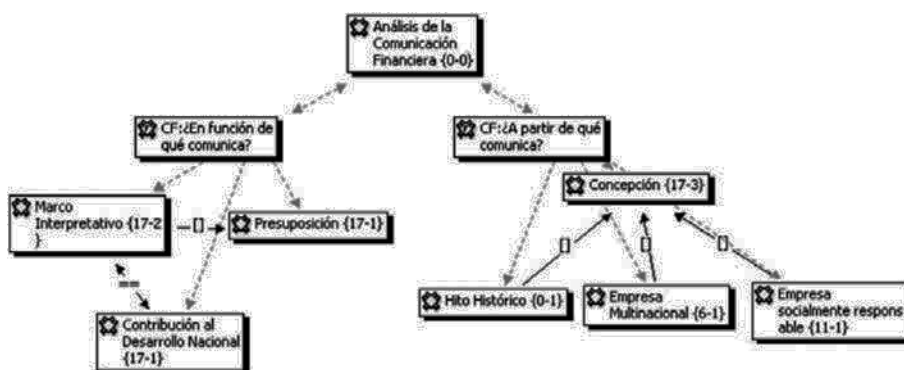 Análisis de la
Comunicación
Financiera {0-0}
CF:¿En función de
qué comunica?
CF:¿A partir de qué
comunica?
Concepción {17-3}
Marco
Interpretativo {17-2
}
[]
Presuposición {17-1}
[]
[]
[]
==
Hito Histórico {0-1}
Empresa
Multinacional {6-1}
Empresa
socialmente respons
able {11-1}
Contribución al
Desarrollo Nacional
{17-1}